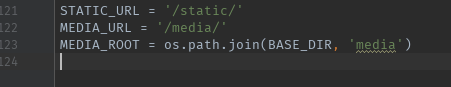 121 STATIC_URL = '/static/'
122 MEDIA_URL = '/media/'
123 MEDIA_ROOT = os.path.join(BASE_DIR, 'media')
124